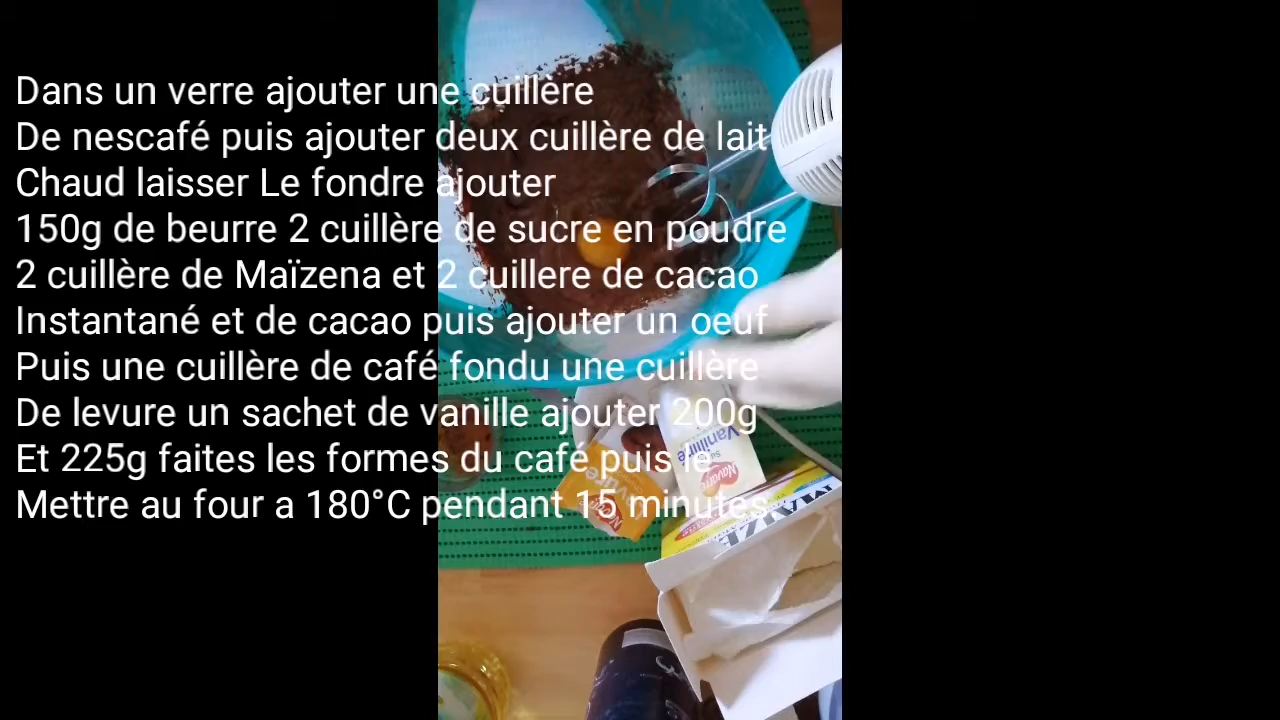 Dans un verre ajouter une cuillère
De nescafé puis ajouter deux cuillère de lait
Chaud laisser Le fondre ajouter
150g de beurre 2 cuillère de sucre en poudre
2 cuillère de Maïzena et 2 cuillere de cacao
Instantané et de cacao puis ajouter un oeuf
Puis une cuillère de café fondu une cuillère
De levure un sachet de vanille ajouter 200g
Et 225g faites les formes du café puis le
Mettre au four a 180°C pendant 15 minutes
Vanilliné
Navarre